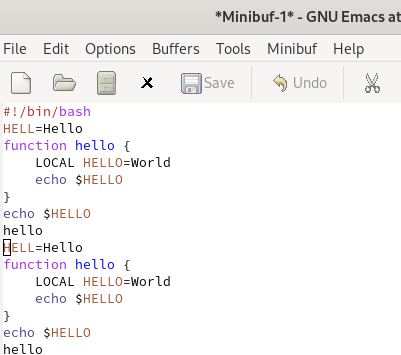 *Minibuf-1* - GNU Emacs at
File Edit Options Buffers Tools Minibuf Help
Save Undo
#!/bin/bash
HELL=Hello
function hello {
    LOCAL HELLO=World
    echo $HELLO
}
echo $HELLO
hello
HELL=Hello
function hello {
    LOCAL HELLO=World
    echo $HELLO
}
echo $HELLO
hello